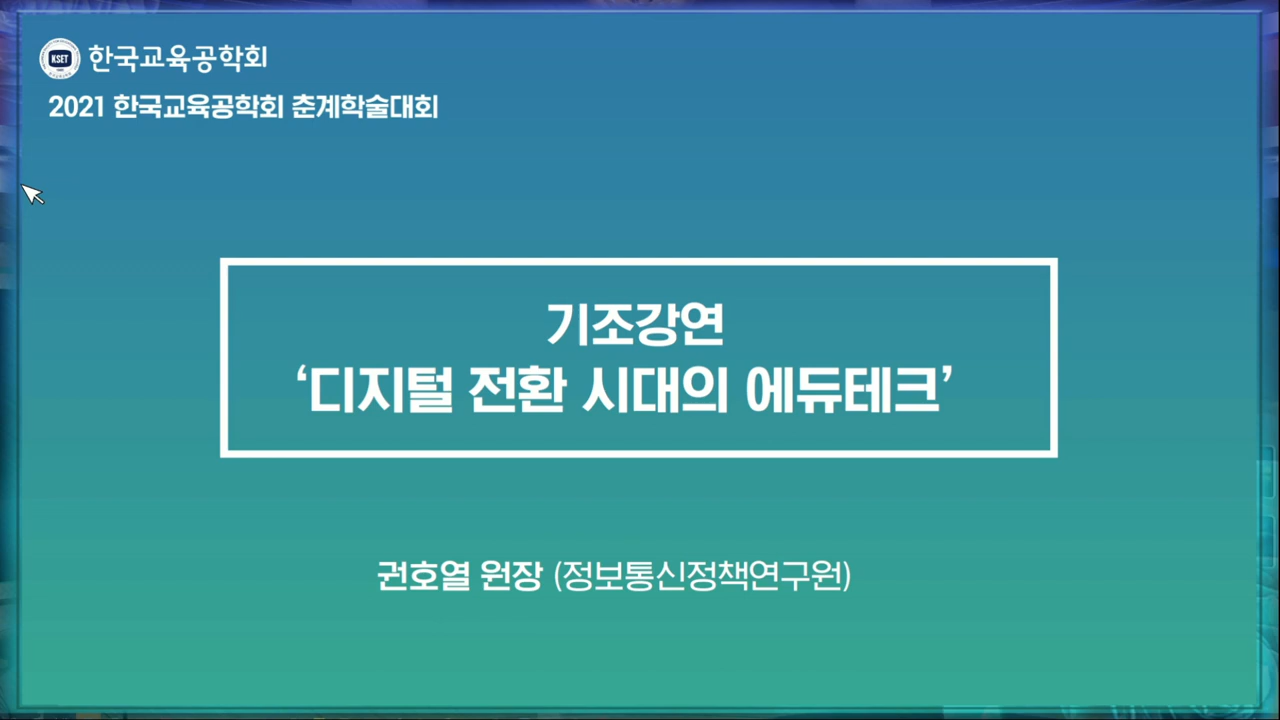 KSET 한국교육공학회
2021 한국교육공학회 춘계학술대회
기조강연
‘디지털 전환 시대의 에듀테크’
권호열 원장 (정보통신정책연구원)